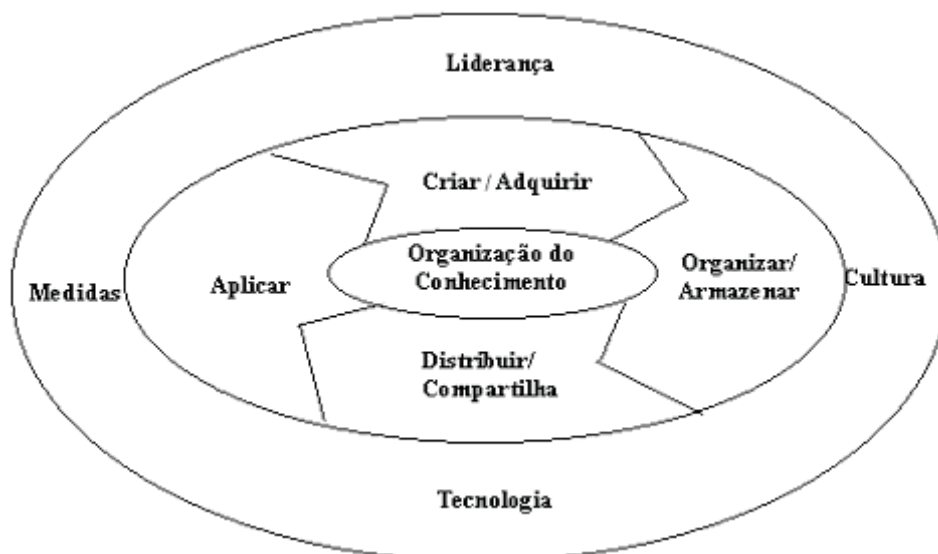 Liderança
Criar / Adquirir
Organização do
Conhecimento
Organizar/
Armazenar
Cultura
Medidas
Aplicar
Distribuir/
Compartilha
Tecnologia